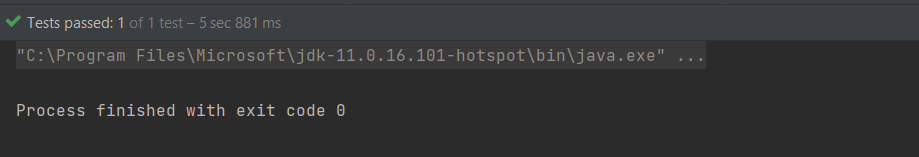 Tests passed: 1 of 1 test – 5 sec 881 ms
"C:\Program Files\Microsoft\jdk-11.0.16.101-hotspot\bin\java.exe" ...
Process finished with exit code 0